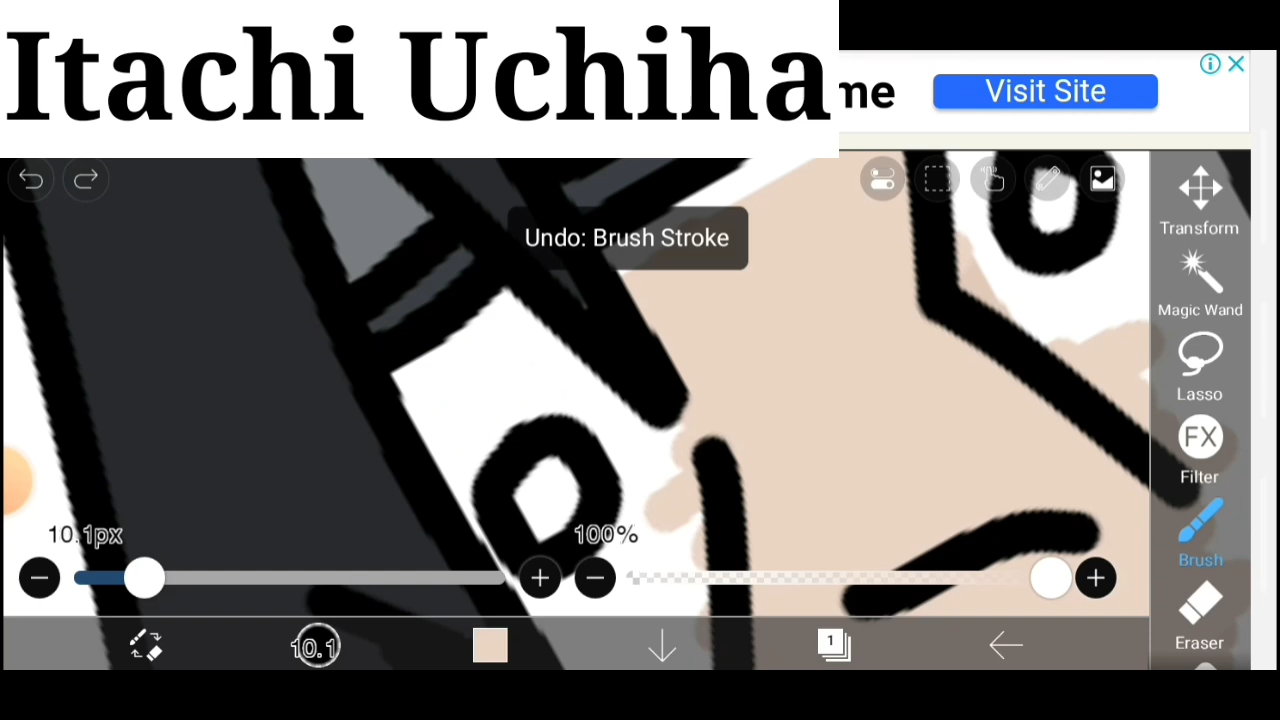 Itachi Uchiha
me
Visit Site
Undo: Brush Stroke
Transform
Magic Wand
Lasso
FX
Filter
Brush
Eraser
10.1px
100%
10.1
1